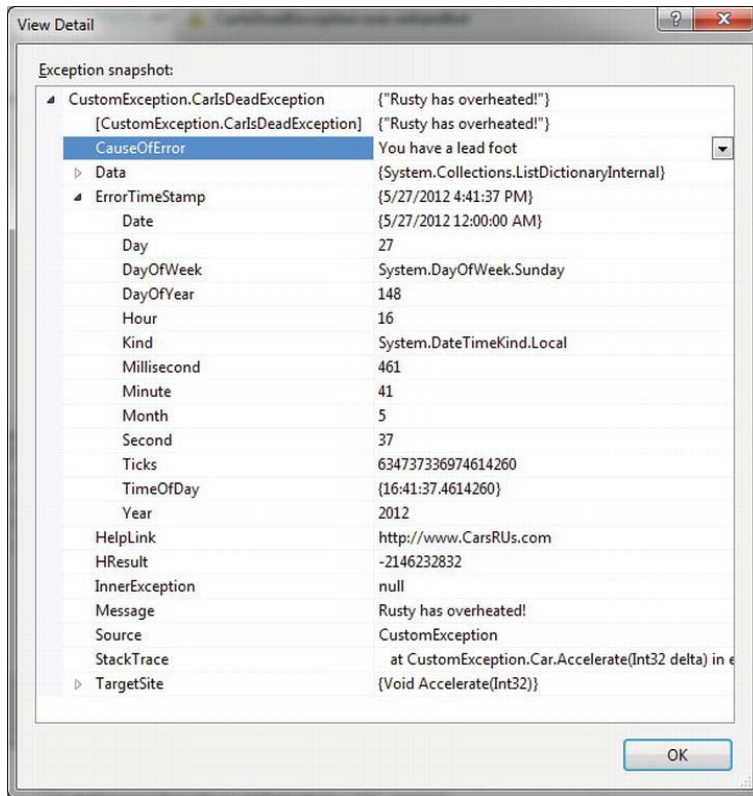 View Detail
Exception snapshot:
CustomException.CarIsDeadException {"Rusty has overheated!"}
[CustomException.CarIsDeadException] {"Rusty has overheated!"}
CauseOfError You have a lead foot
Data {System.Collections.ListDictionaryInternal}
ErrorTimeStamp {5/27/2012 4:41:37 PM}
Date {5/27/2012 12:00:00 AM}
Day 27
DayOfWeek System.DayOfWeek.Sunday
DayOfYear 148
Hour 16
Kind System.DateTimeKind.Local
Millisecond 461
Minute 41
Month 5
Second 37
Ticks 634737336974614260
TimeOfDay {16:41:37.4614260}
Year 2012
HelpLink http://www.CarsRUs.com
HResult -2146232832
InnerException null
Message Rusty has overheated!
Source CustomException
StackTrace at CustomException.Car.Accelerate(Int32 delta) in e
TargetSite {Void Accelerate(Int32)}
OK